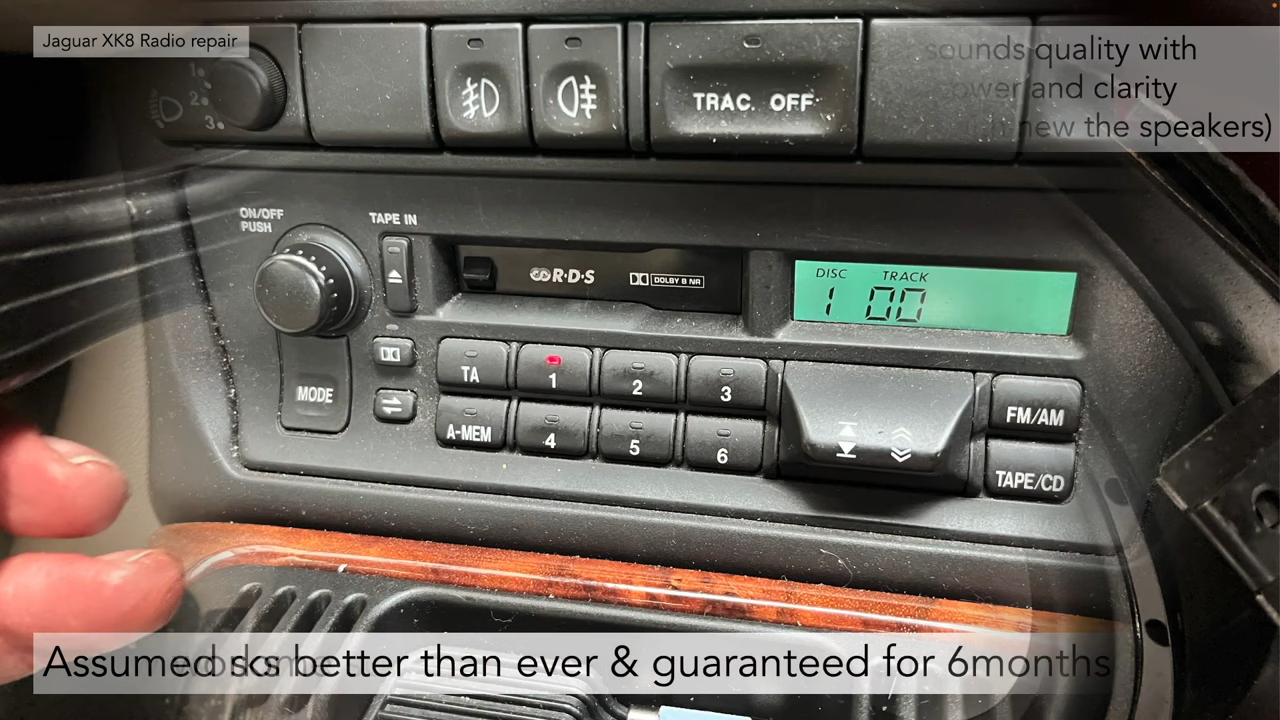 Jaguar XK8 Radio repair
sounds quality with
and clarity
new the speakers)
1
2
3
TRAC. OFF
ON/OFF
PUSH
TAPE IN
R·D·S
DOLBY B NR
DISC TRACK
1 00
MODE
TA 1 2 3
A-MEM 4 5 6
FM/AM
TAPE/CD
better than ever & guaranteed for 6months